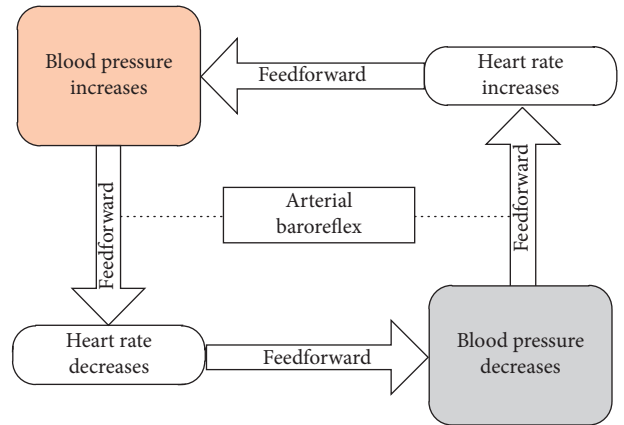 Blood pressure
increases
Feedforward
Heart rate
increases
Feedforward
Arterial
baroreflex
Feedforward
Heart rate
decreases
Feedforward
Blood pressure
decreases